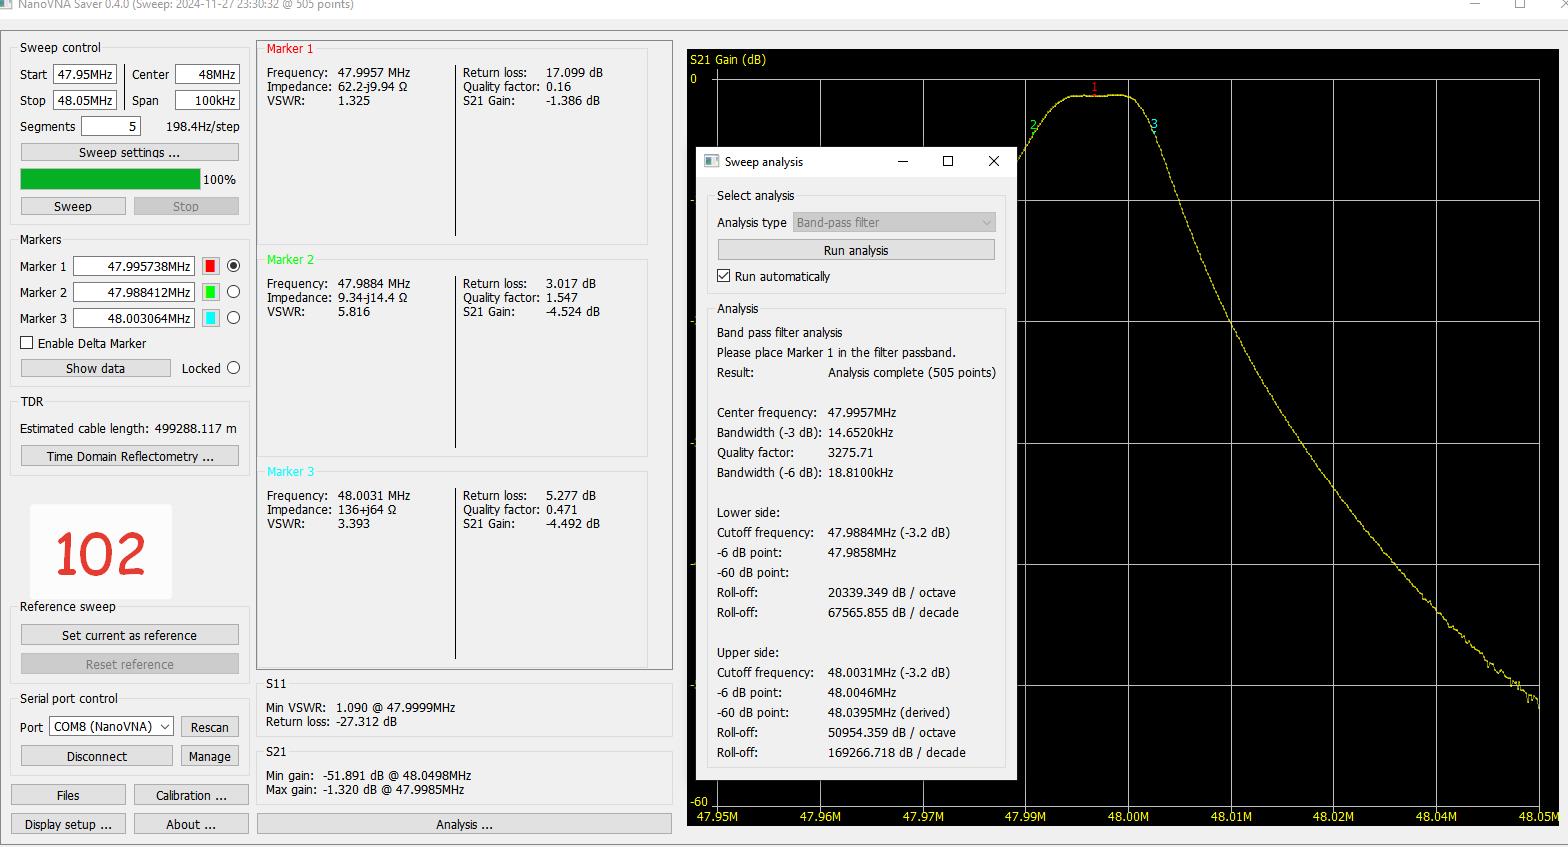 NanoVNA Saver 0.4.0 (Sweep: 2024-11-27 23:30:32 @ 505 points)
Sweep control
Start 47.95MHz Center 48MHz
Stop 48.05MHz Span 100kHz
Segments 5 198.4Hz/step
Sweep settings ...
100%
Sweep Stop
Markers
Marker 1 47.995738MHz
Marker 2 47.988412MHz
Marker 3 48.003064MHz
Enable Delta Marker
Show data Locked
TDR
Estimated cable length: 499288.117 m
Time Domain Reflectometry ...
102
Reference sweep
Set current as reference
Reset reference
Serial port control
Port COM8 (NanoVNA) Rescan
Disconnect Manage
Files Calibration ...
Display setup ... About ...
Marker 1
Frequency: 47.9957 MHz
Impedance: 62.2-j9.94 Ω
VSWR: 1.325
Return loss: 17.099 dB
Quality factor: 0.16
S21 Gain: -1.386 dB
Marker 2
Frequency: 47.9884 MHz
Impedance: 9.34-j14.4 Ω
VSWR: 5.816
Return loss: 3.017 dB
Quality factor: 1.547
S21 Gain: -4.524 dB
Marker 3
Frequency: 48.0031 MHz
Impedance: 136+j64 Ω
VSWR: 3.393
Return loss: 5.277 dB
Quality factor: 0.471
S21 Gain: -4.492 dB
S11
Min VSWR: 1.090 @ 47.9999MHz
Return loss: -27.312 dB
S21
Min gain: -51.891 dB @ 48.0498MHz
Max gain: -1.320 dB @ 47.9985MHz
Analysis ...
S21 Gain (dB)
0
1
2
3
Sweep analysis
Select analysis
Analysis type Band-pass filter
Run analysis
Run automatically
Analysis
Band pass filter analysis
Please place Marker 1 in the filter passband.
Result: Analysis complete (505 points)
Center frequency: 47.9957MHz
Bandwidth (-3 dB): 14.6520kHz
Quality factor: 3275.71
Bandwidth (-6 dB): 18.8100kHz
Lower side:
Cutoff frequency: 47.9884MHz (-3.2 dB)
-6 dB point: 47.9858MHz
-60 dB point:
Roll-off: 20339.349 dB / octave
Roll-off: 67565.855 dB / decade
Upper side:
Cutoff frequency: 48.0031MHz (-3.2 dB)
-6 dB point: 48.0046MHz
-60 dB point: 48.0395MHz (derived)
Roll-off: 50954.359 dB / octave
Roll-off: 169266.718 dB / decade
-60
47.95M 47.96M 47.97M 47.99M 48.00M 48.01M 48.02M 48.04M 48.05M